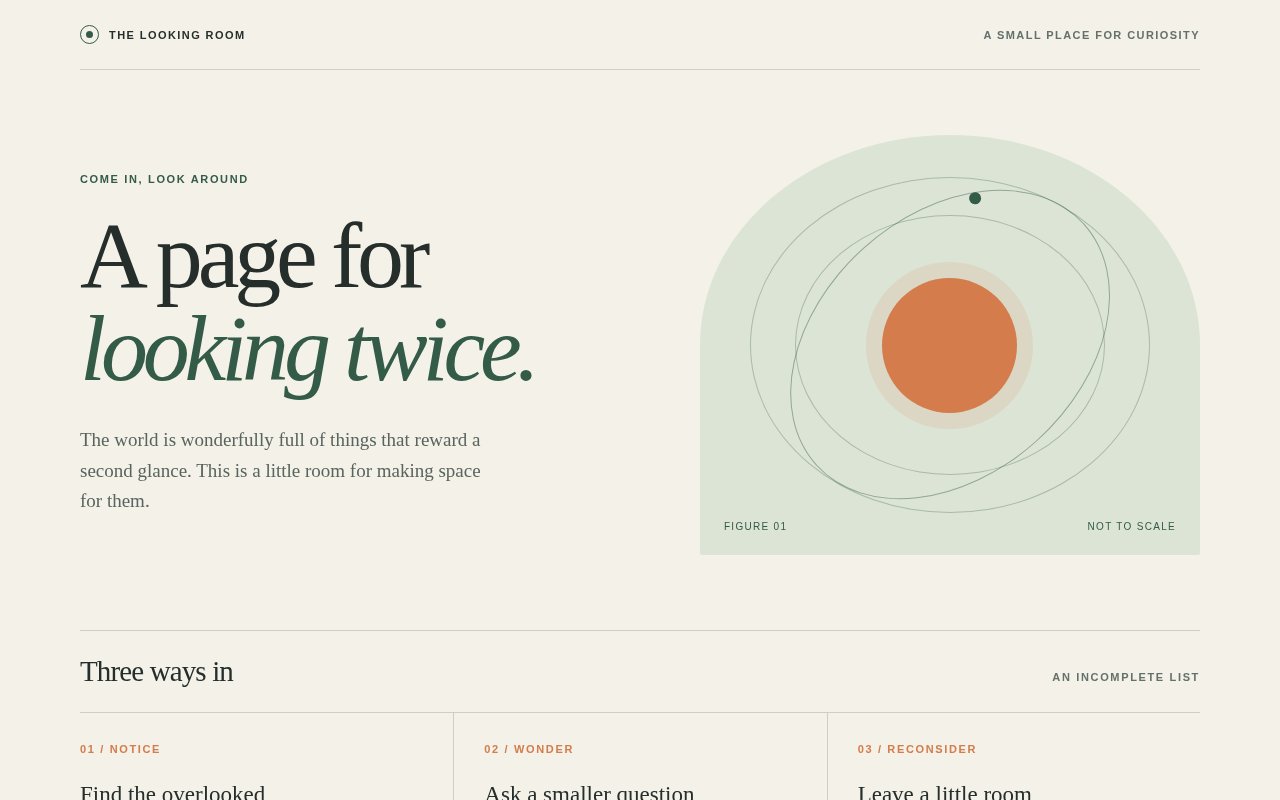 THE LOOKING ROOM
A SMALL PLACE FOR CURIOSITY
COME IN, LOOK AROUND
A page for
looking twice.
The world is wonderfully full of things that reward a
second glance. This is a little room for making space
for them.
FIGURE 01
NOT TO SCALE
Three ways in
AN INCOMPLETE LIST
01 / NOTICE
02 / WONDER
03 / RECONSIDER
Find the overlooked
Ask a smaller question
Leave a little room